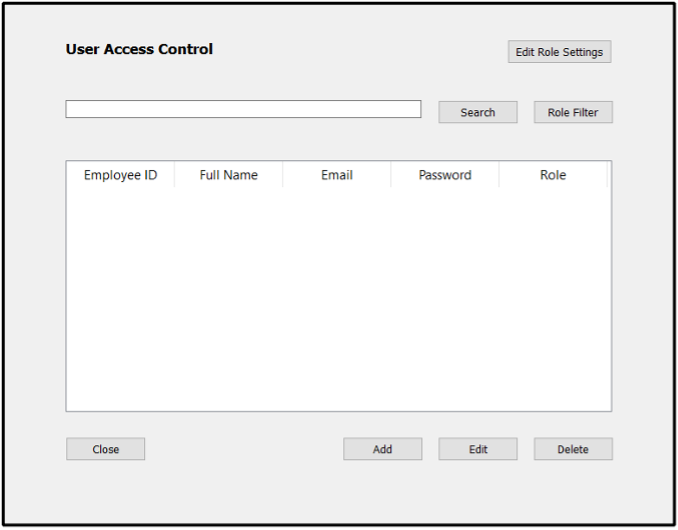 User Access Control
Edit Role Settings
Search
Role Filter
Employee ID Full Name Email Password Role
Close
Add
Edit
Delete